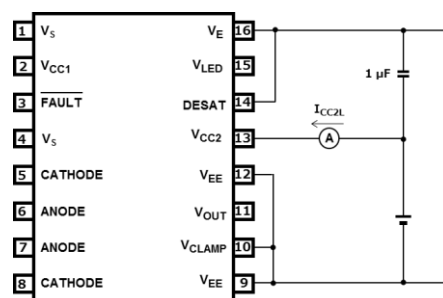 1 V_S V_E 16
2 V_CC1 V_LED 15
3 FAULT DESAT 14
4 V_S V_CC2 13
5 CATHODE V_EE 12
6 ANODE V_OUT 11
7 ANODE V_CLAMP 10
8 CATHODE V_EE 9
1 μF
I_CC2L
A